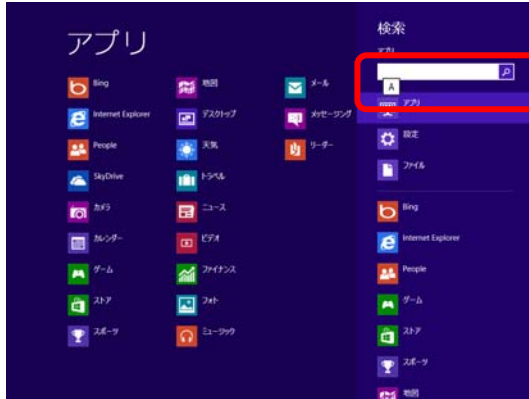 アプリ
Bing
Internet Explorer
People
SkyDrive
カメラ
カレンダー
ゲーム
ストア
スポーツ
地図
デスクトップ
天気
トラベル
ニュース
ビデオ
ファイナンス
フォト
ミュージック
メール
メッセージング
リーダー
検索
アプリ
A
アプリ
設定
ファイル
Bing
Internet Explorer
People
ゲーム
ストア
スポーツ
地図